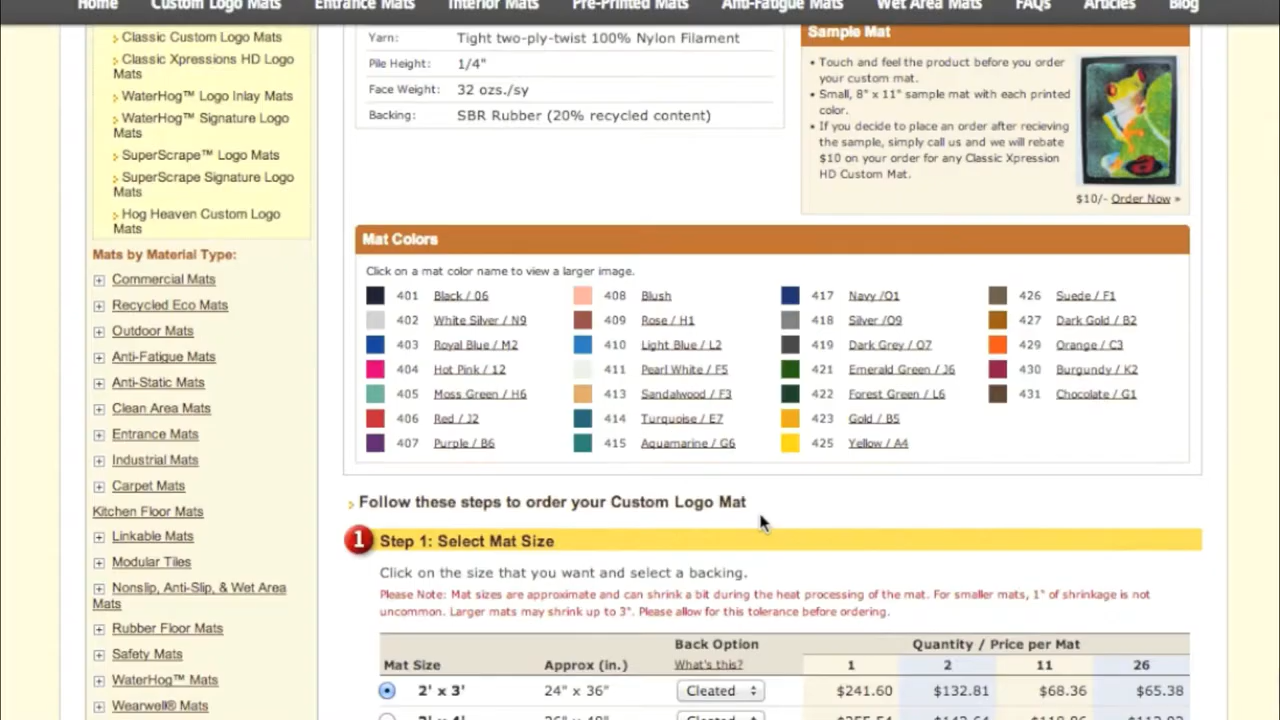 Home Custom Logo Mats Entrance Mats Interior Mats Pre-Printed Mats Anti-Fatigue Mats Wet Area Mats FAQs Articles Blog
Classic Custom Logo Mats
Classic Xpressions HD Logo
Mats
WaterHog™ Logo Inlay Mats
WaterHog™ Signature Logo
Mats
SuperScrape™ Logo Mats
SuperScrape Signature Logo
Mats
Hog Heaven Custom Logo
Mats
Mats by Material Type:
Commercial Mats
Recycled Eco Mats
Outdoor Mats
Anti-Fatigue Mats
Anti-Static Mats
Clean Area Mats
Entrance Mats
Industrial Mats
Carpet Mats
Kitchen Floor Mats
Linkable Mats
Modular Tiles
Nonslip, Anti-Slip, & Wet Area
Mats
Rubber Floor Mats
Safety Mats
WaterHog™ Mats
Wearwell® Mats
Yarn: Tight two-ply-twist 100% Nylon Filament
Pile Height: 1/4"
Face Weight: 32 ozs./sy
Backing: SBR Rubber (20% recycled content)
Sample Mat
• Touch and feel the product before you order
your custom mat.
• Small, 8" x 11" sample mat with each printed
color.
• If you decide to place an order after recieving
the sample, simply call us and we will rebate
$10 on your order for any Classic Xpression
HD Custom Mat.
$10/- Order Now »
Mat Colors
Click on a mat color name to view a larger image.
401 Black / 06 408 Blush 417 Navy /O1 426 Suede / F1
402 White Silver / N9 409 Rose / H1 418 Silver /O9 427 Dark Gold / B2
403 Royal Blue / M2 410 Light Blue / L2 419 Dark Grey / O7 429 Orange / C3
404 Hot Pink / 12 411 Pearl White / F5 421 Emerald Green / J6 430 Burgundy / K2
405 Moss Green / H6 413 Sandalwood / F3 422 Forest Green / L6 431 Chocolate / G1
406 Red / J2 414 Turquoise / E7 423 Gold / B5
407 Purple / B6 415 Aquamarine / G6 425 Yellow / A4
Follow these steps to order your Custom Logo Mat
1 Step 1: Select Mat Size
Click on the size that you want and select a backing.
Please Note: Mat sizes are approximate and can shrink a bit during the heat processing of the mat. For smaller mats, 1" of shrinkage is not
uncommon. Larger mats may shrink up to 3". Please allow for this tolerance before ordering.
Back Option Quantity / Price per Mat
Mat Size Approx (in.) What's this? 1 2 11 26
2' x 3' 24" x 36" Cleated $241.60 $132.81 $68.36 $65.38